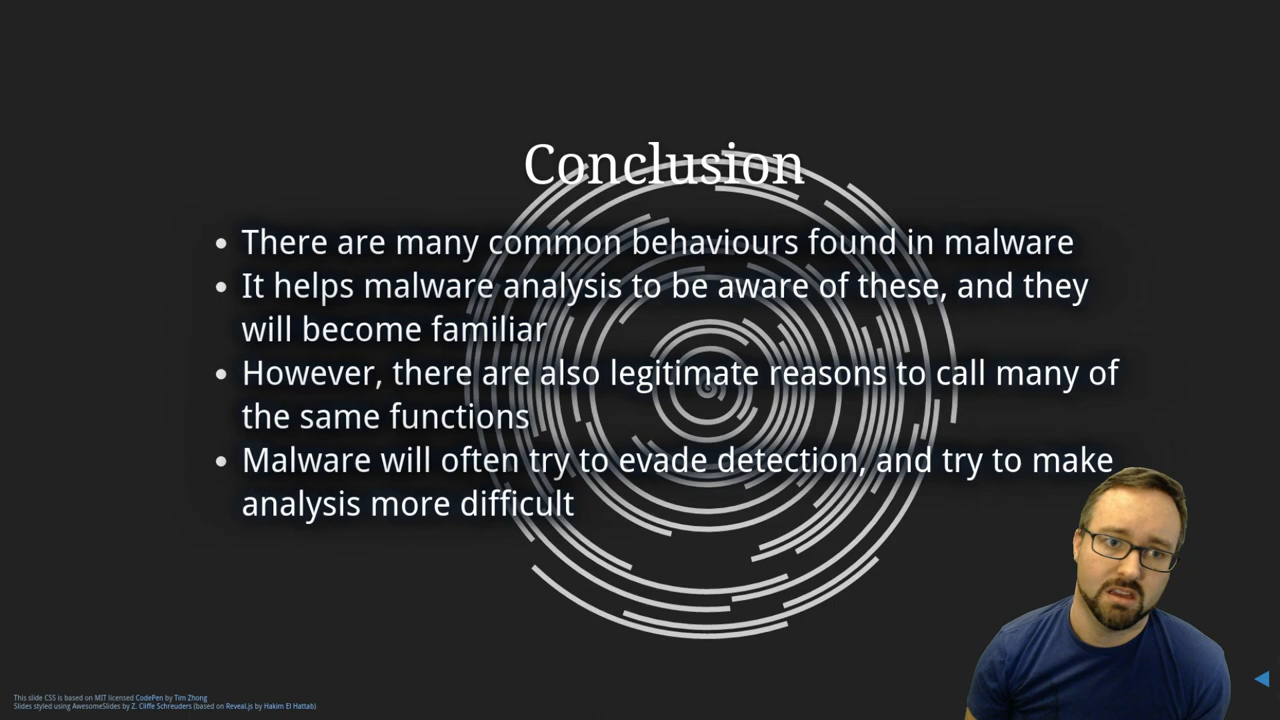 Conclusion
• There are many common behaviours found in malware
• It helps malware analysis to be aware of these, and they
will become familiar
• However, there are also legitimate reasons to call many of
the same functions
• Malware will often try to evade detection, and try to make
analysis more difficult
This slide CSS is based on MIT licensed CodePen by Tim Zhong
Slides styled using AwesomeSlides by Z. Cliffe Schreuders (based on Reveal.js by Hakim El Hattab)